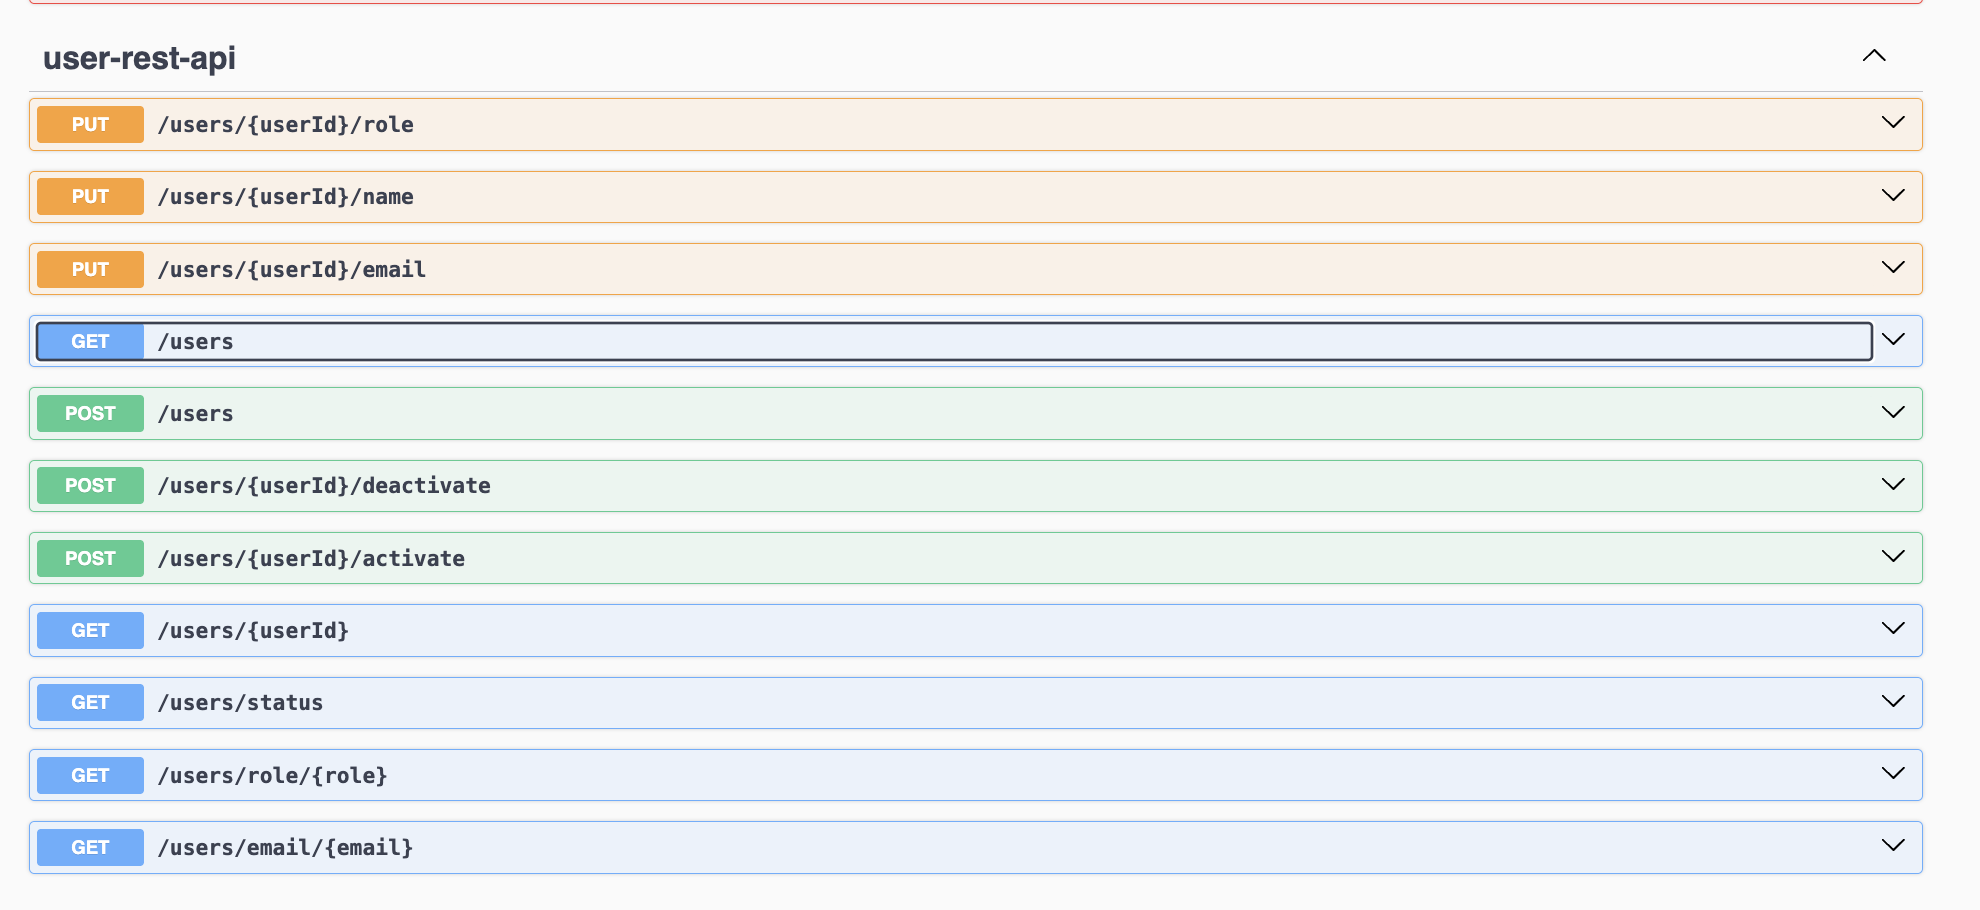 user-rest-api
PUT /users/{userId}/role
PUT /users/{userId}/name
PUT /users/{userId}/email
GET /users
POST /users
POST /users/{userId}/deactivate
POST /users/{userId}/activate
GET /users/{userId}
GET /users/status
GET /users/role/{role}
GET /users/email/{email}